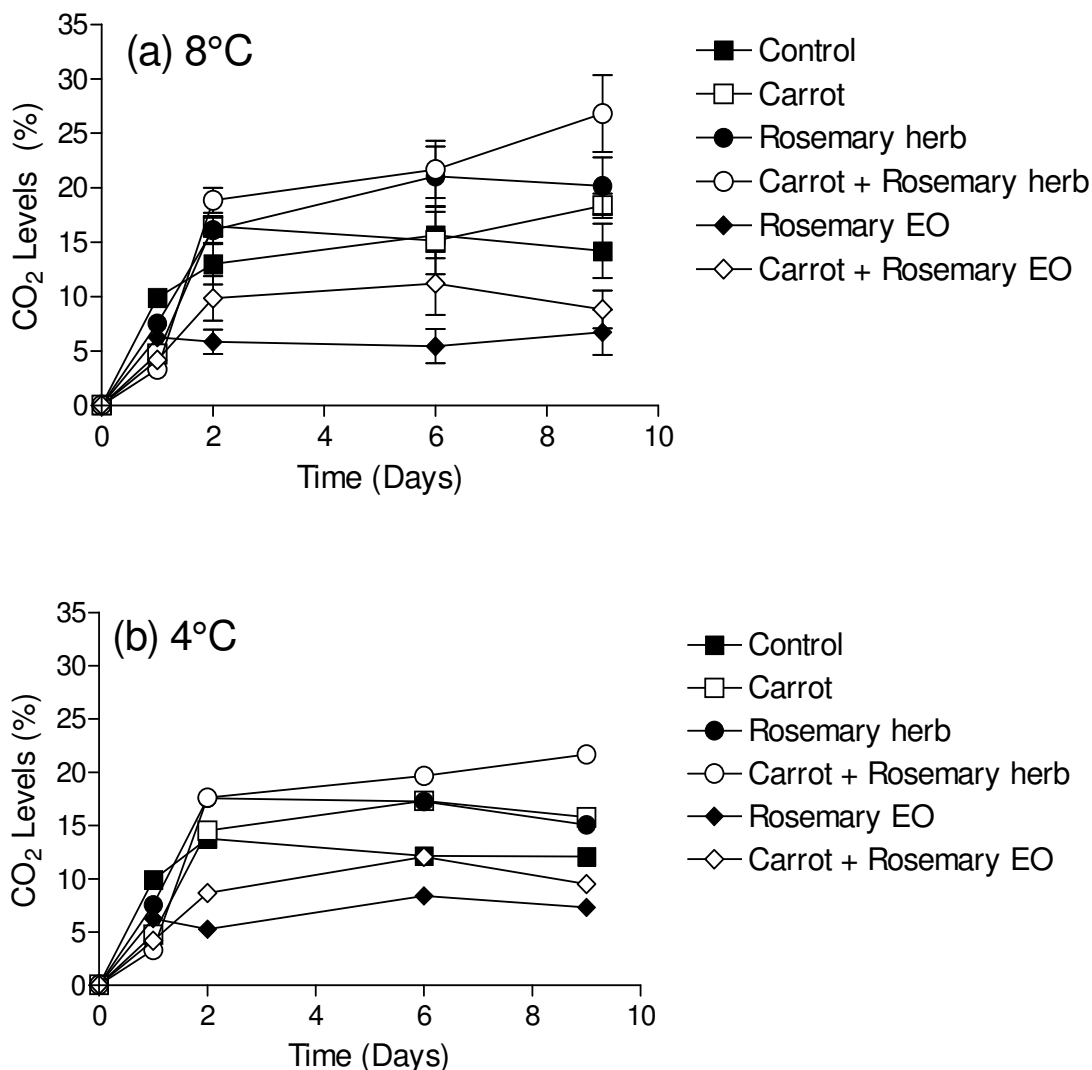 (a) 8°C
35
30
25
20
15
10
5
0
CO₂ Levels (%)
0 2 4 6 8 10
Time (Days)
Control
Carrot
Rosemary herb
Carrot + Rosemary herb
Rosemary EO
Carrot + Rosemary EO
(b) 4°C
35
30
25
20
15
10
5
0
CO₂ Levels (%)
0 2 4 6 8 10
Time (Days)
Control
Carrot
Rosemary herb
Carrot + Rosemary herb
Rosemary EO
Carrot + Rosemary EO